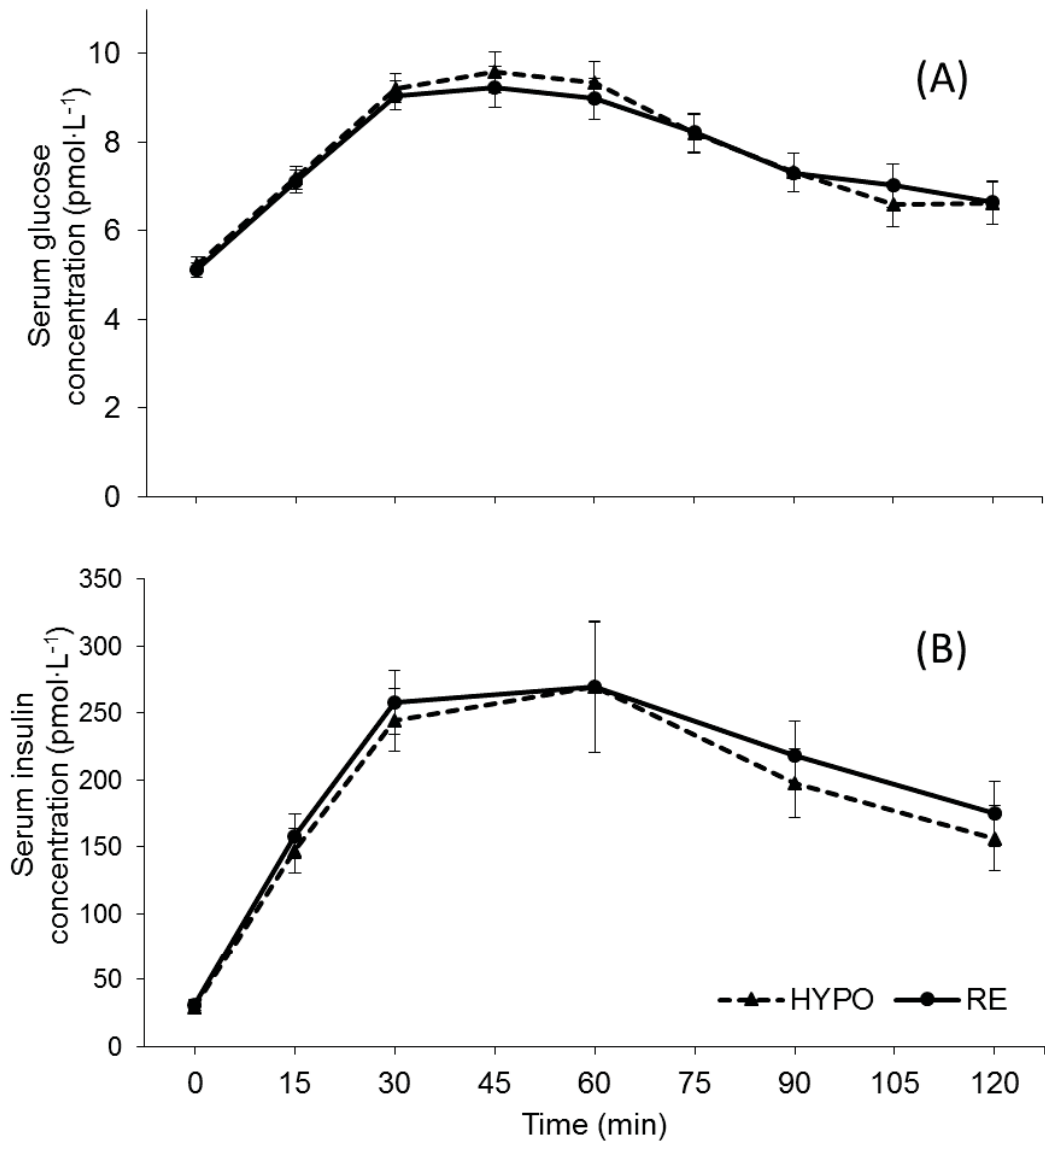 (A)
Serum glucose
concentration (pmol·L-1)
10
8
6
4
2
0
(B)
Serum insulin
concentration (pmol·L-1)
350
300
250
200
150
100
50
0
HYPO RE
0 15 30 45 60 75 90 105 120
Time (min)